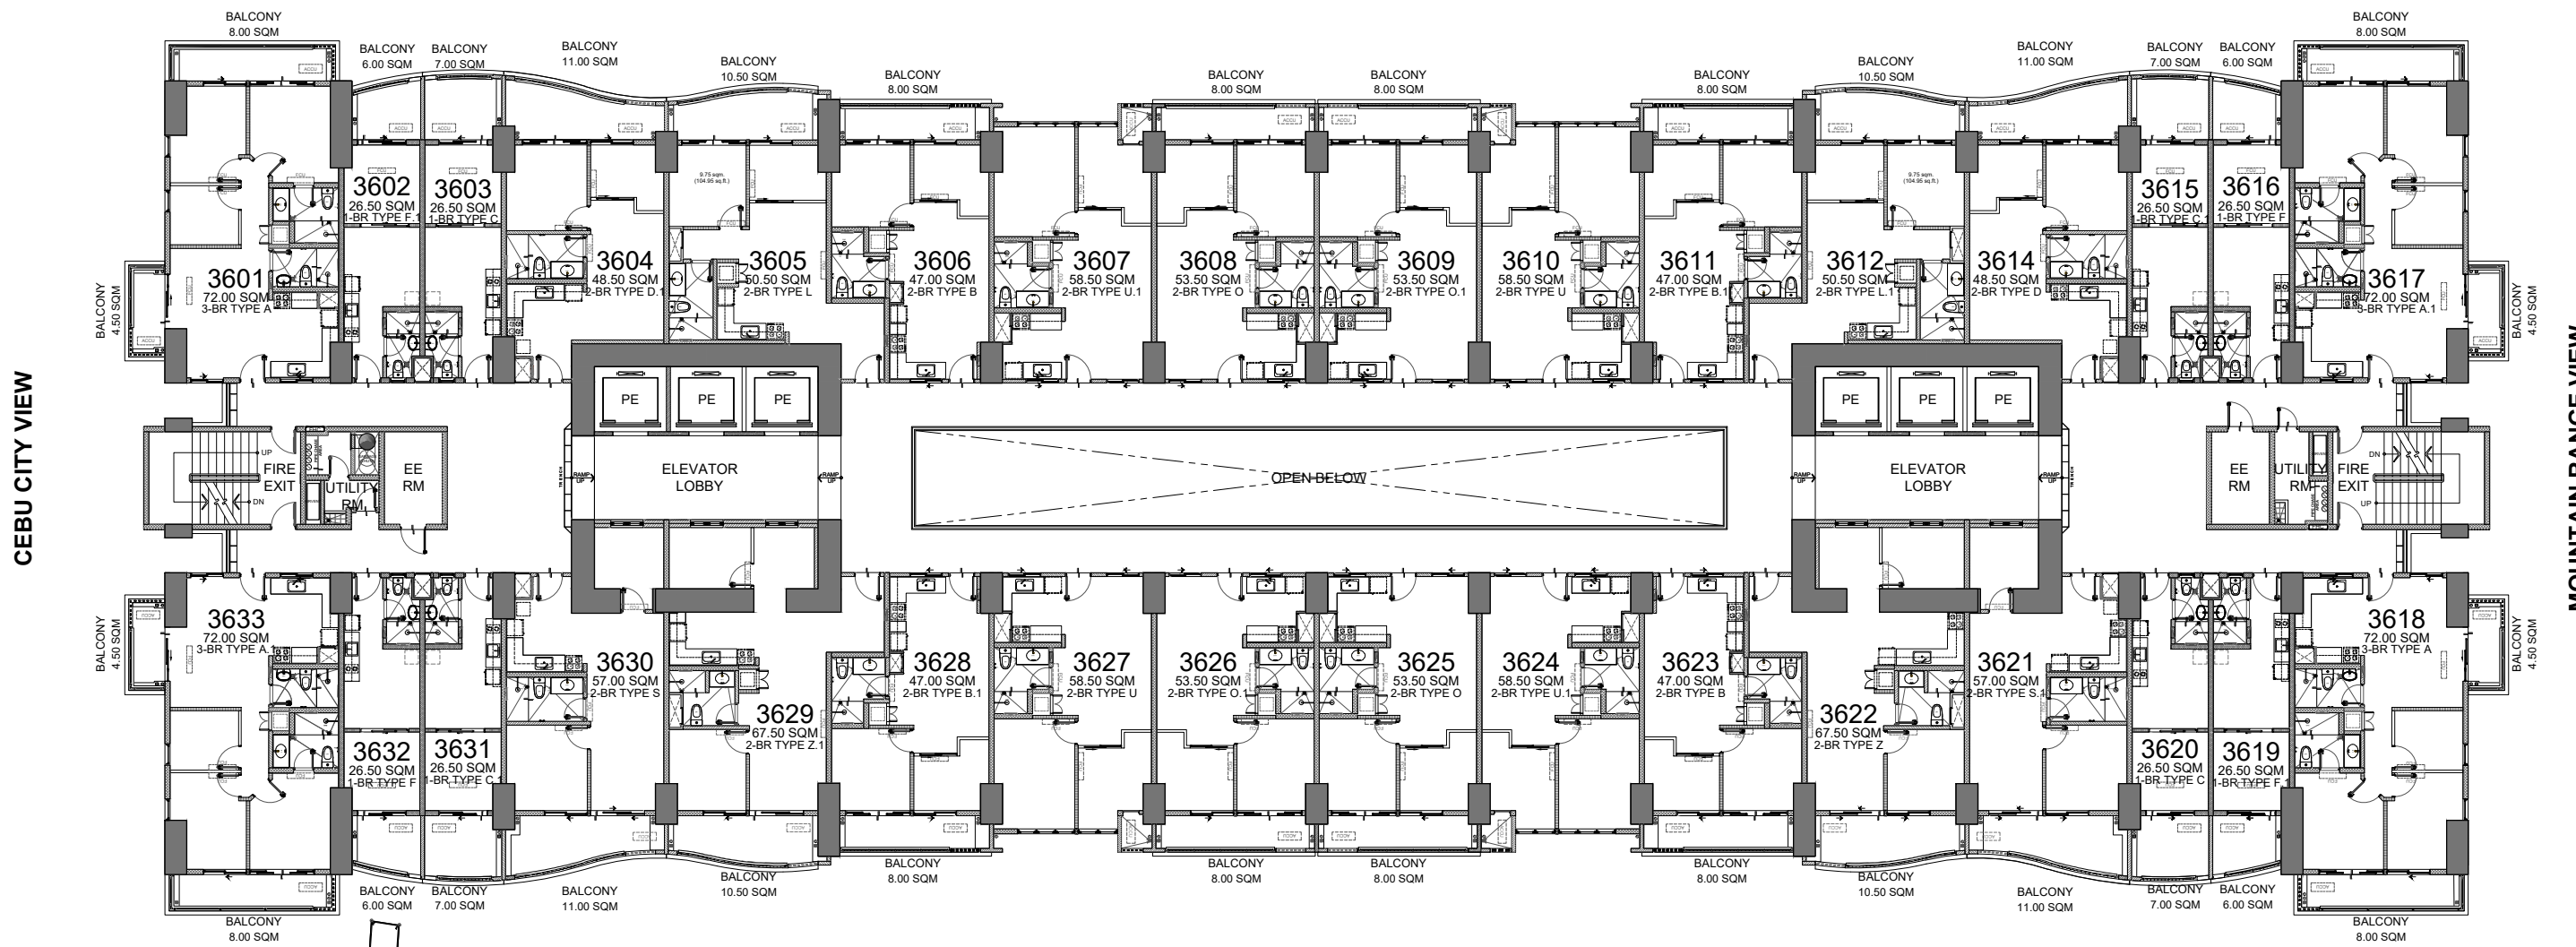 BALCONY
8.00 SQM
BALCONY
6.00 SQM
BALCONY
7.00 SQM
BALCONY
11.00 SQM
BALCONY
10.50 SQM
BALCONY
8.00 SQM
BALCONY
8.00 SQM
BALCONY
8.00 SQM
BALCONY
8.00 SQM
BALCONY
10.50 SQM
BALCONY
11.00 SQM
BALCONY
7.00 SQM
BALCONY
6.00 SQM
BALCONY
8.00 SQM
3601
72.00 SQM
3-BR TYPE A
3602
26.50 SQM
1-BR TYPE F.1
3603
26.50 SQM
1-BR TYPE C
3604
48.50 SQM
2-BR TYPE D.1
9.75 sqm.
(104.95 sq.ft.)
3605
50.50 SQM
2-BR TYPE L
3606
47.00 SQM
2-BR TYPE B
3607
58.50 SQM
2-BR TYPE U.1
3608
53.50 SQM
2-BR TYPE O
3609
53.50 SQM
2-BR TYPE O.1
3610
58.50 SQM
2-BR TYPE U
3611
47.00 SQM
2-BR TYPE B.1
9.75 sqm.
(104.95 sq.ft.)
3612
50.50 SQM
2-BR TYPE L.1
3614
48.50 SQM
2-BR TYPE D
3615
26.50 SQM
1-BR TYPE C.1
3616
26.50 SQM
1-BR TYPE F
3617
72.00 SQM
3-BR TYPE A.1
BALCONY
4.50 SQM
BALCONY
4.50 SQM
CEBU CITY VIEW
MOUNTAIN RANGE VIEW
PE
PE
PE
PE
PE
PE
UP
DN
FIRE
EXIT
UTILITY
RM
EE
RM
RAMP
UP
ELEVATOR
LOBBY
RAMP
UP
OPEN BELOW
RAMP
UP
ELEVATOR
LOBBY
RAMP
UP
EE
RM
UTILITY
RM
FIRE
EXIT
DN
UP
BALCONY
4.50 SQM
BALCONY
4.50 SQM
3633
72.00 SQM
3-BR TYPE A.1
3632
26.50 SQM
1-BR TYPE F
3631
26.50 SQM
1-BR TYPE C.1
3630
57.00 SQM
2-BR TYPE S
3629
67.50 SQM
2-BR TYPE Z.1
3628
47.00 SQM
2-BR TYPE B.1
3627
58.50 SQM
2-BR TYPE U
3626
53.50 SQM
2-BR TYPE O.1
3625
53.50 SQM
2-BR TYPE O
3624
58.50 SQM
2-BR TYPE U.1
3623
47.00 SQM
2-BR TYPE B
3622
67.50 SQM
2-BR TYPE Z
3621
57.00 SQM
2-BR TYPE S.1
3620
26.50 SQM
1-BR TYPE C
3619
26.50 SQM
1-BR TYPE F.1
3618
72.00 SQM
3-BR TYPE A
BALCONY
8.00 SQM
BALCONY
6.00 SQM
BALCONY
7.00 SQM
BALCONY
11.00 SQM
BALCONY
10.50 SQM
BALCONY
8.00 SQM
BALCONY
8.00 SQM
BALCONY
8.00 SQM
BALCONY
8.00 SQM
BALCONY
10.50 SQM
BALCONY
11.00 SQM
BALCONY
7.00 SQM
BALCONY
6.00 SQM
BALCONY
8.00 SQM